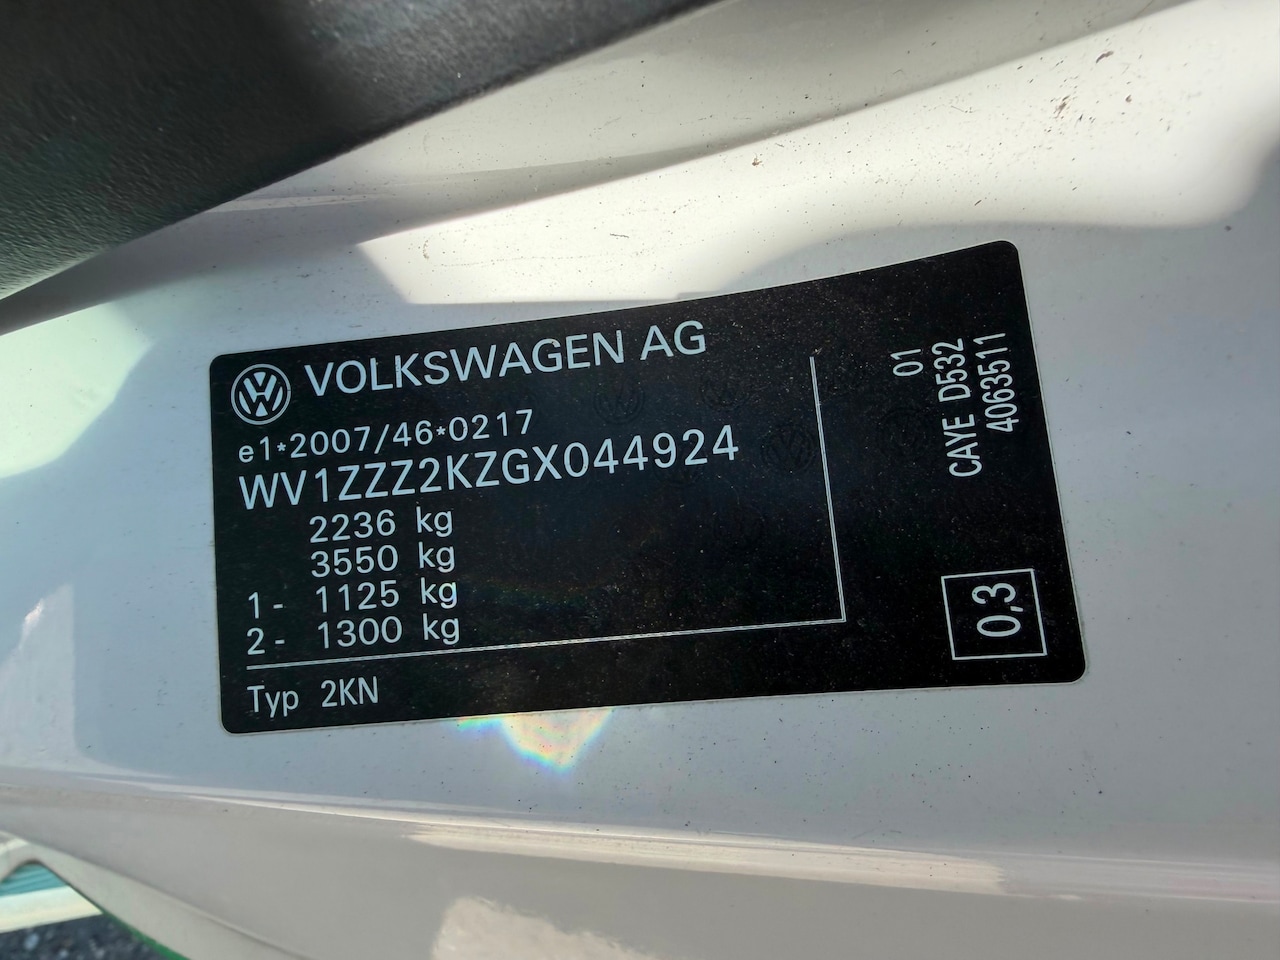 VOLKSWAGEN AG
e1*2007/46*0217
WV1ZZZ2KZGX044924
2236 kg
3550 kg
1- 1125 kg
2- 1300 kg
Typ 2KN
01
CAYE D532
4063511
0,3